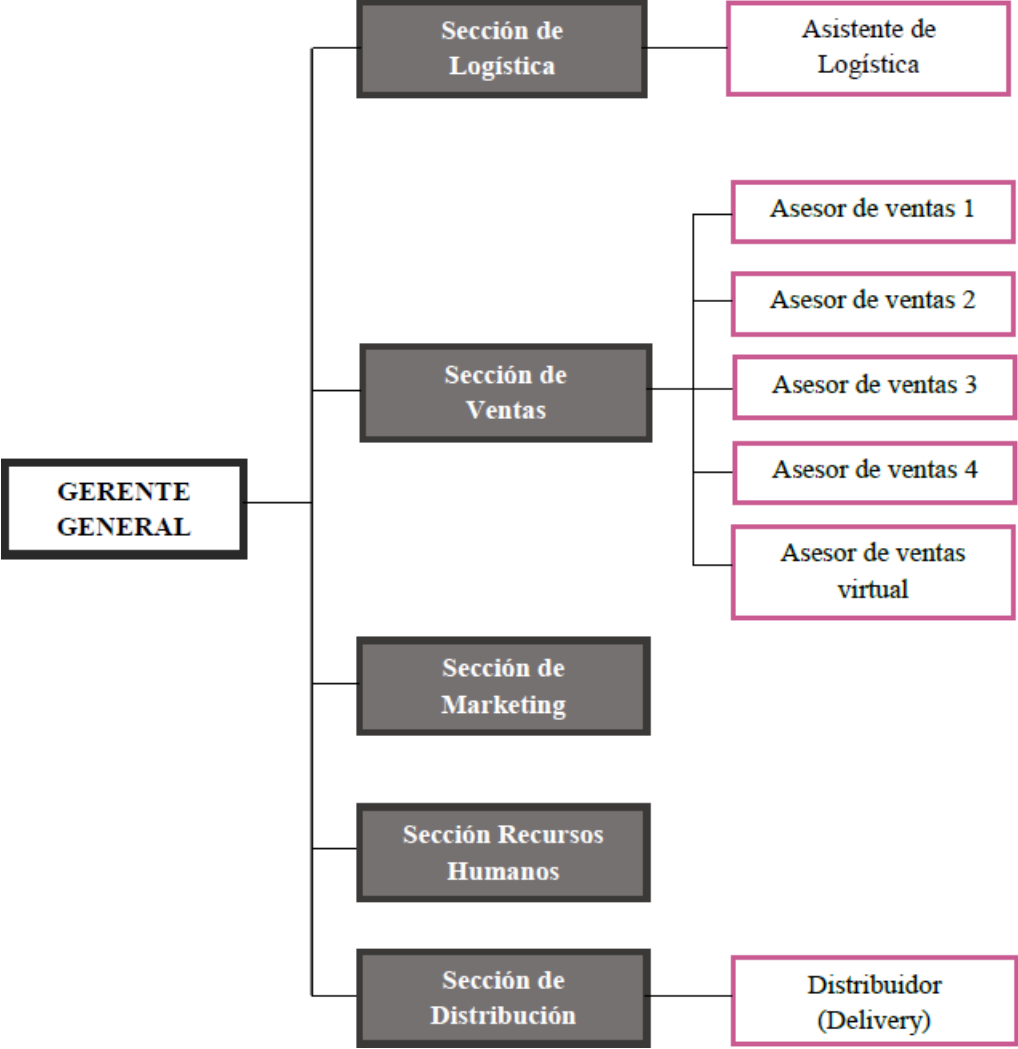 Sección de
Logística
Asistente de
Logística
Asesor de ventas 1
Asesor de ventas 2
Sección de
Ventas
Asesor de ventas 3
Asesor de ventas 4
GERENTE
GENERAL
Asesor de ventas
virtual
Sección de
Marketing
Sección Recursos
Humanos
Sección de
Distribución
Distribuidor
(Delivery)